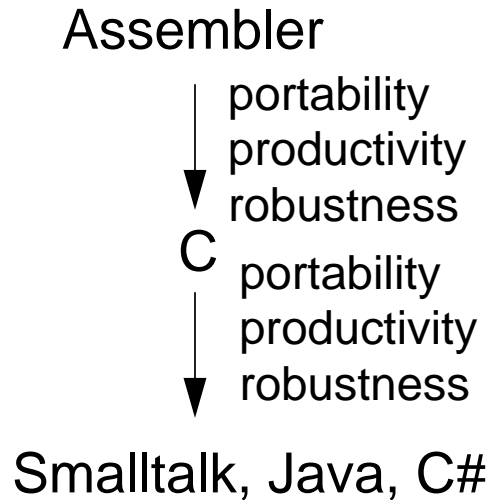 Assembler
portability
productivity
robustness
C
portability
productivity
robustness
Smalltalk, Java, C#